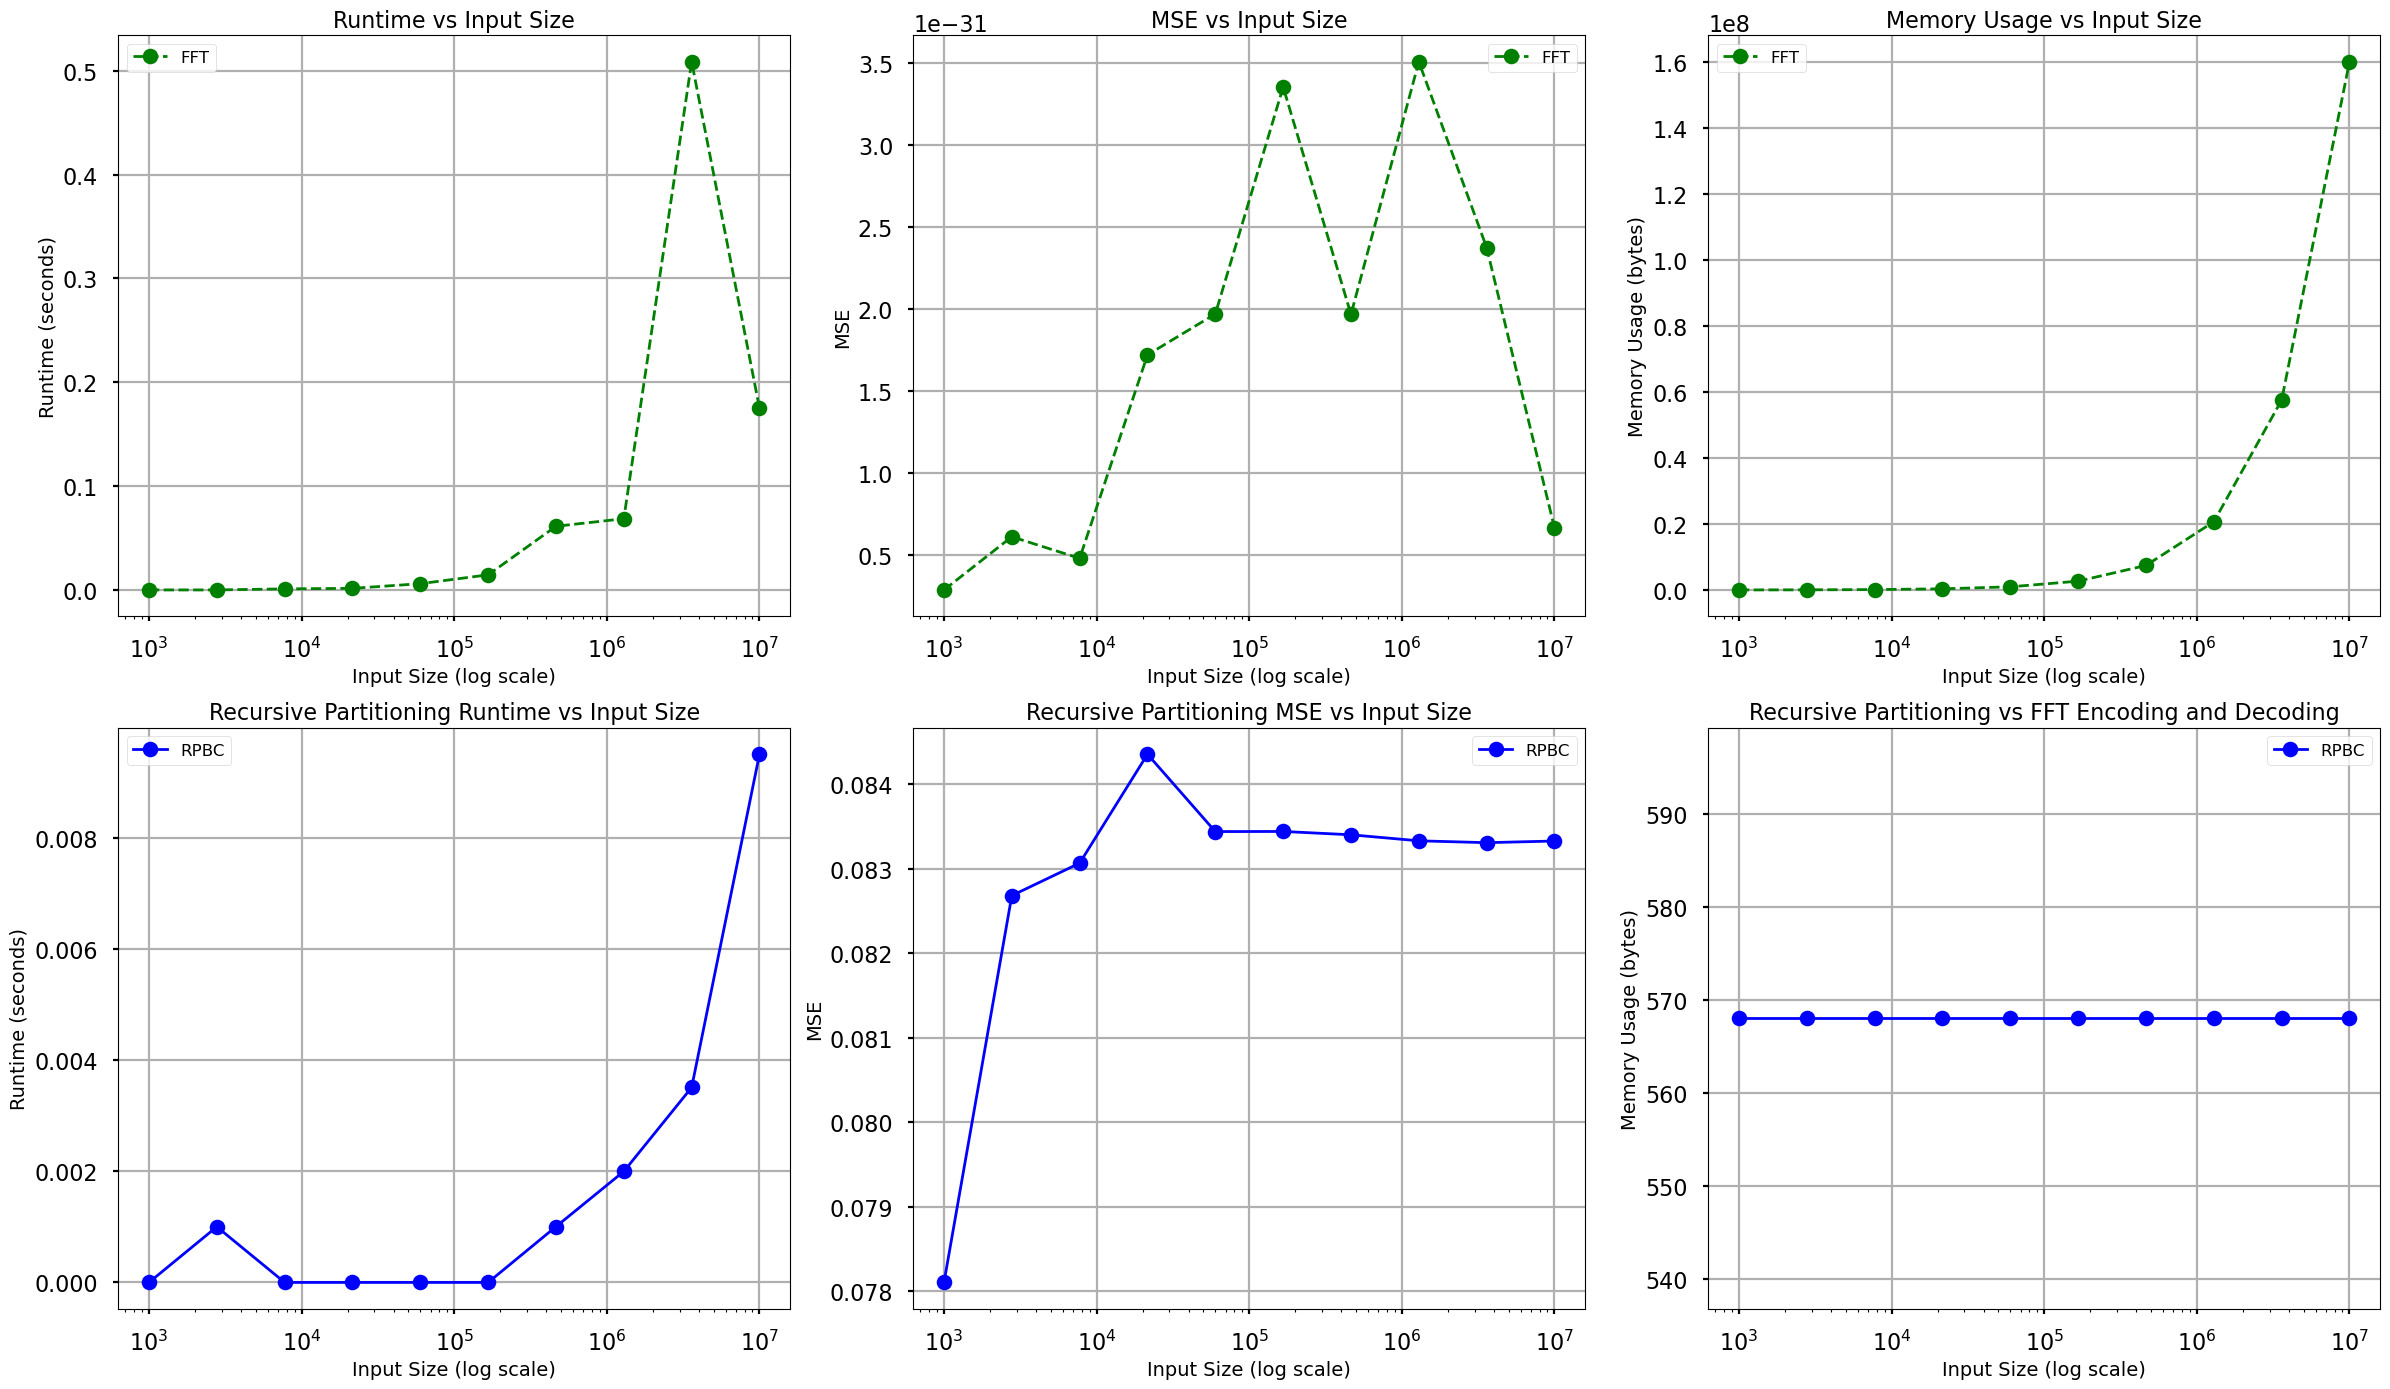 Runtime vs Input Size
FFT
0.5
0.4
0.3
0.2
0.1
0.0
Runtime (seconds)
10³ 10⁴ 10⁵ 10⁶ 10⁷
Input Size (log scale)
MSE vs Input Size
1e−31
FFT
3.5
3.0
2.5
2.0
1.5
1.0
0.5
MSE
10³ 10⁴ 10⁵ 10⁶ 10⁷
Input Size (log scale)
Memory Usage vs Input Size
1e8
FFT
1.6
1.4
1.2
1.0
0.8
0.6
0.4
0.2
0.0
Memory Usage (bytes)
10³ 10⁴ 10⁵ 10⁶ 10⁷
Input Size (log scale)
Recursive Partitioning Runtime vs Input Size
RPBC
0.008
0.006
0.004
0.002
0.000
Runtime (seconds)
10³ 10⁴ 10⁵ 10⁶ 10⁷
Input Size (log scale)
Recursive Partitioning MSE vs Input Size
RPBC
0.084
0.083
0.082
0.081
0.080
0.079
0.078
MSE
10³ 10⁴ 10⁵ 10⁶ 10⁷
Input Size (log scale)
Recursive Partitioning vs FFT Encoding and Decoding
RPBC
590
580
570
560
550
540
Memory Usage (bytes)
10³ 10⁴ 10⁵ 10⁶ 10⁷
Input Size (log scale)